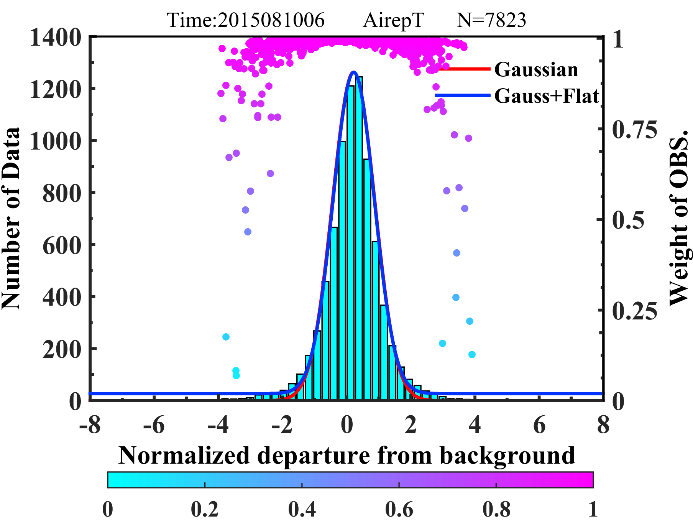 Time:2015081006 AirepT N=7823
1400
1200
1000
800
600
400
200
0
Number of Data
1
0.75
0.5
0.25
0
Weight of OBS.
Gaussian
Gauss+Flat
-8 -6 -4 -2 0 2 4 6 8
Normalized departure from background
0 0.2 0.4 0.6 0.8 1